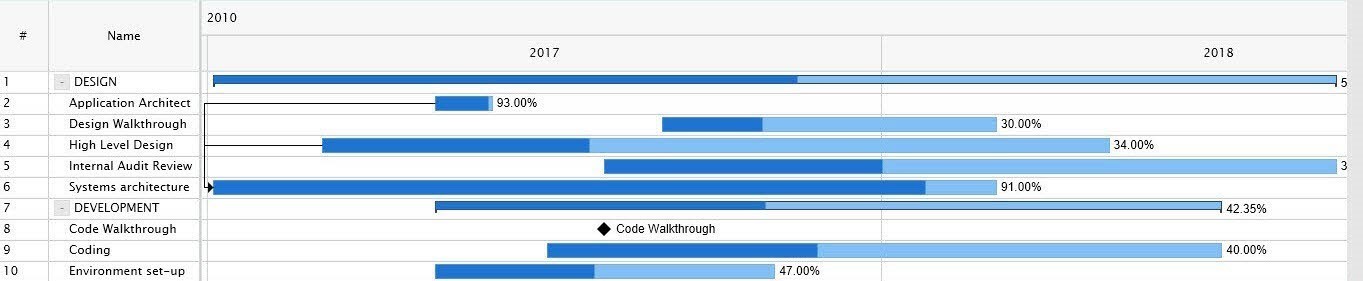 2010
# Name
2017 2018
1 - DESIGN 5
2 Application Architect 93.00%
3 Design Walkthrough 30.00%
4 High Level Design 34.00%
5 Internal Audit Review 3
6 Systems architecture 91.00%
7 - DEVELOPMENT 42.35%
8 Code Walkthrough Code Walkthrough
9 Coding 40.00%
10 Environment set-up 47.00%